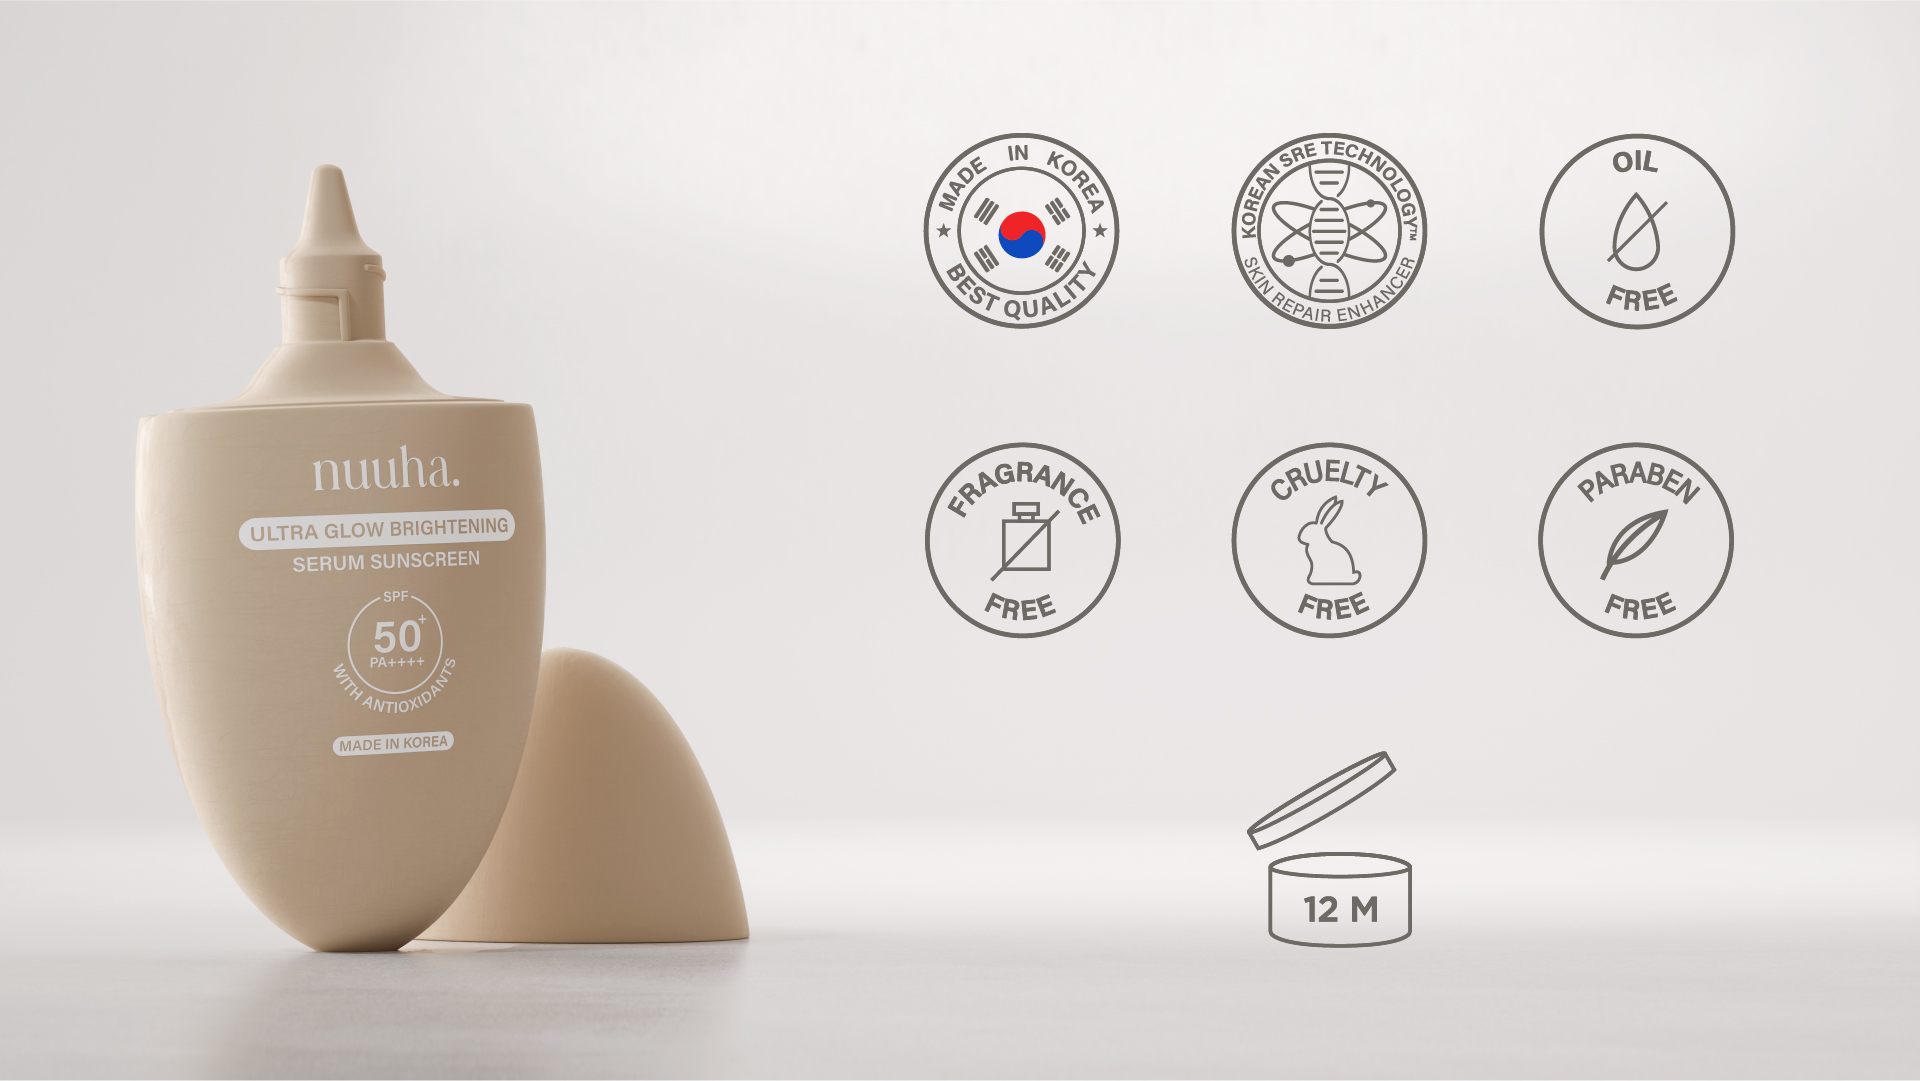 nuuha.
ULTRA GLOW BRIGHTENING
SERUM SUNSCREEN
SPF
50+
PA++++
WITH ANTIOXIDANTS
MADE IN KOREA
MADE IN KOREA
BEST QUALITY
KOREAN SRE TECHNOLOGY™
SKIN REPAIR ENHANCER
OIL
FREE
FRAGRANCE
FREE
CRUELTY
FREE
PARABEN
FREE
12 M